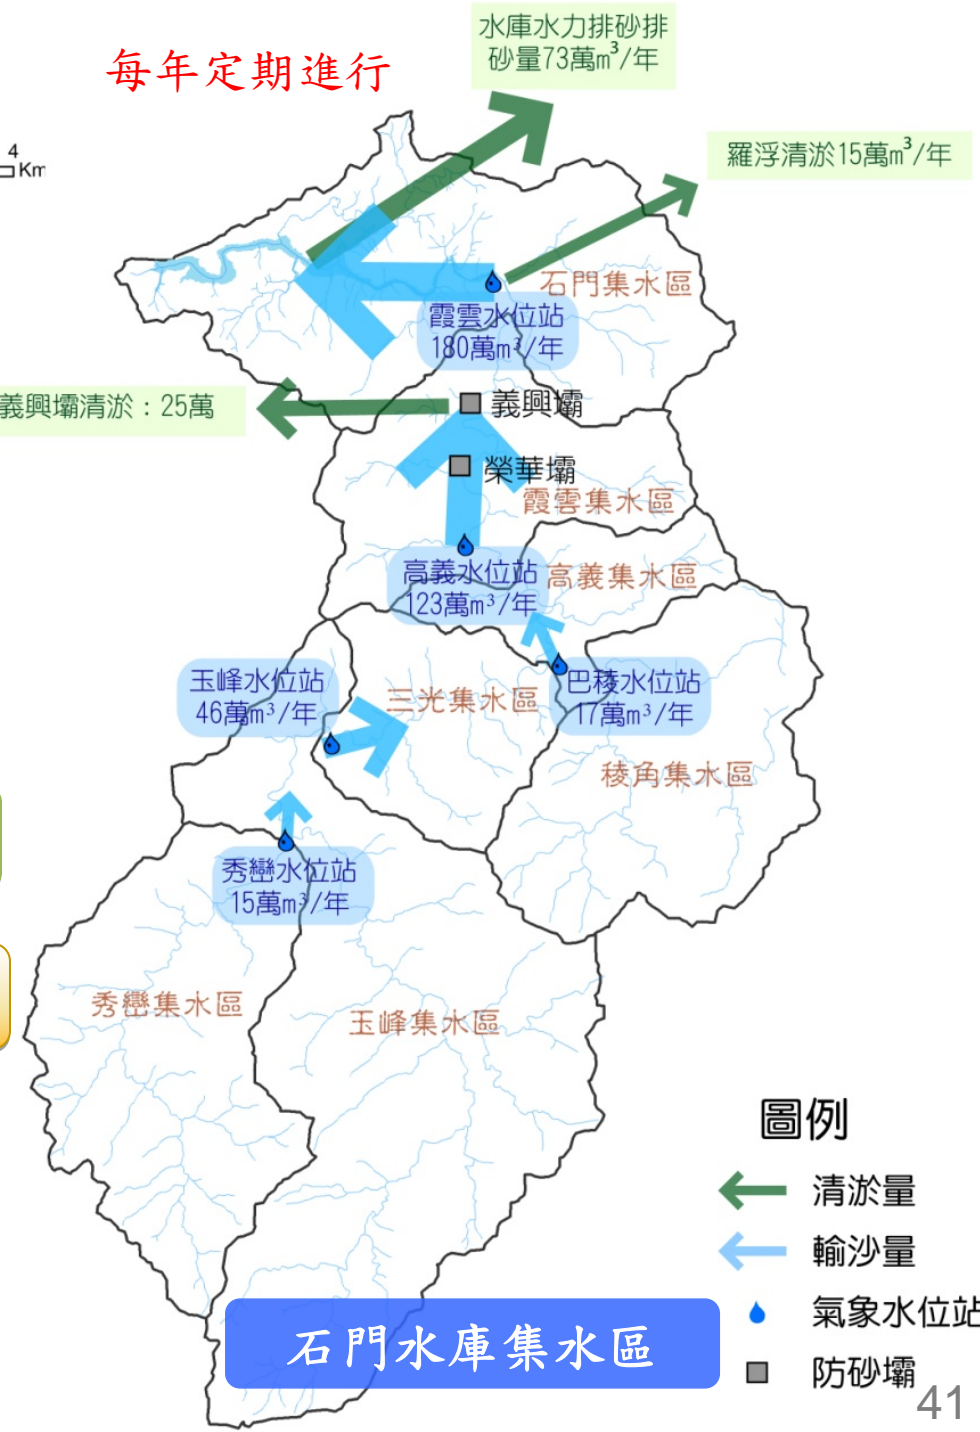 水庫水力排砂排
砂量73萬m³/年
每年定期進行
4
Km
羅浮清淤15萬m³/年
石門集水區
霞雲水位站
180萬m³/年
義興壩清淤：25萬
義興壩
榮華壩
霞雲集水區
高義水位站
123萬m³/年
高義集水區
玉峰水位站
46萬m³/年
三光集水區
巴稜水位站
17萬m³/年
稜角集水區
秀巒水位站
15萬m³/年
秀巒集水區
玉峰集水區
圖例
清淤量
輸沙量
氣象水位站
防砂壩
石門水庫集水區
41